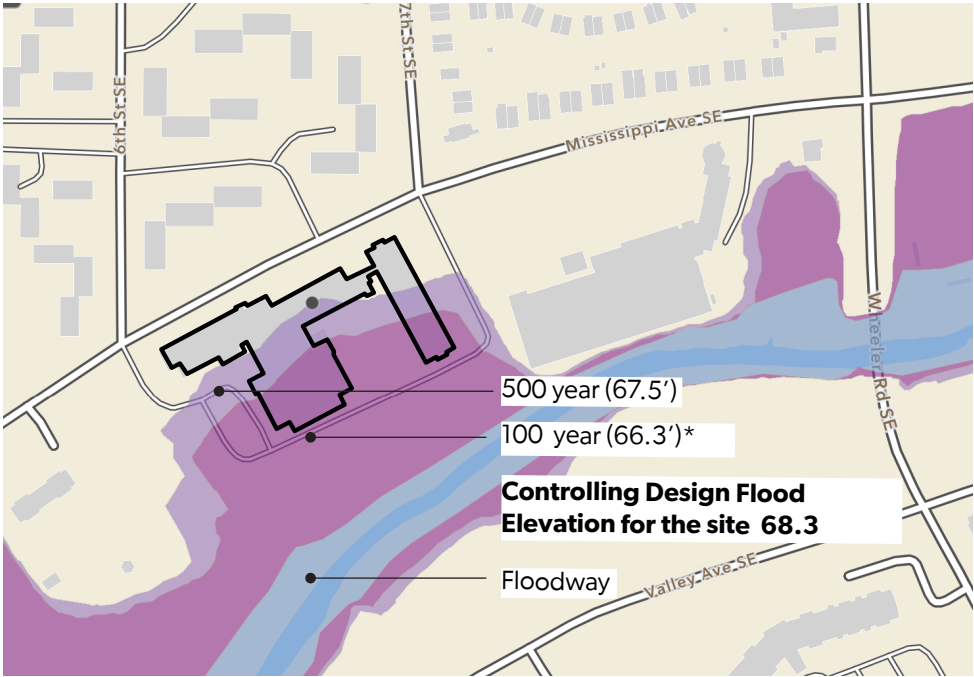 6th St SE
7th St SE
Mississippi Ave SE
Wheeler Rd SE
500 year (67.5')
100 year (66.3')*
Controlling Design Flood
Elevation for the site 68.3
Floodway
Valley Ave SE